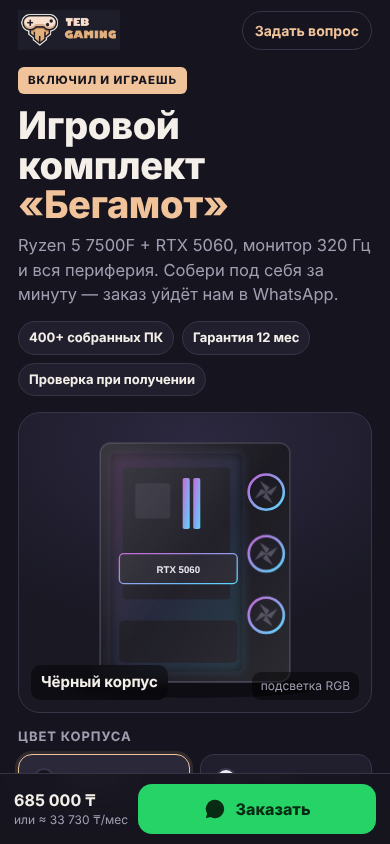 TEB
GAMING
Задать вопрос
ВКЛЮЧИЛ И ИГРАЕШЬ
Игровой
комплект
«Бегамот»
Ryzen 5 7500F + RTX 5060, монитор 320 Гц
и вся периферия. Собери под себя за
минуту — заказ уйдёт нам в WhatsApp.
400+ собранных ПК
Гарантия 12 мес
Проверка при получении
RTX 5060
Чёрный корпус
подсветка RGB
ЦВЕТ КОРПУСА
685 000 ₸
или ≈ 33 730 ₸/мес
Заказать